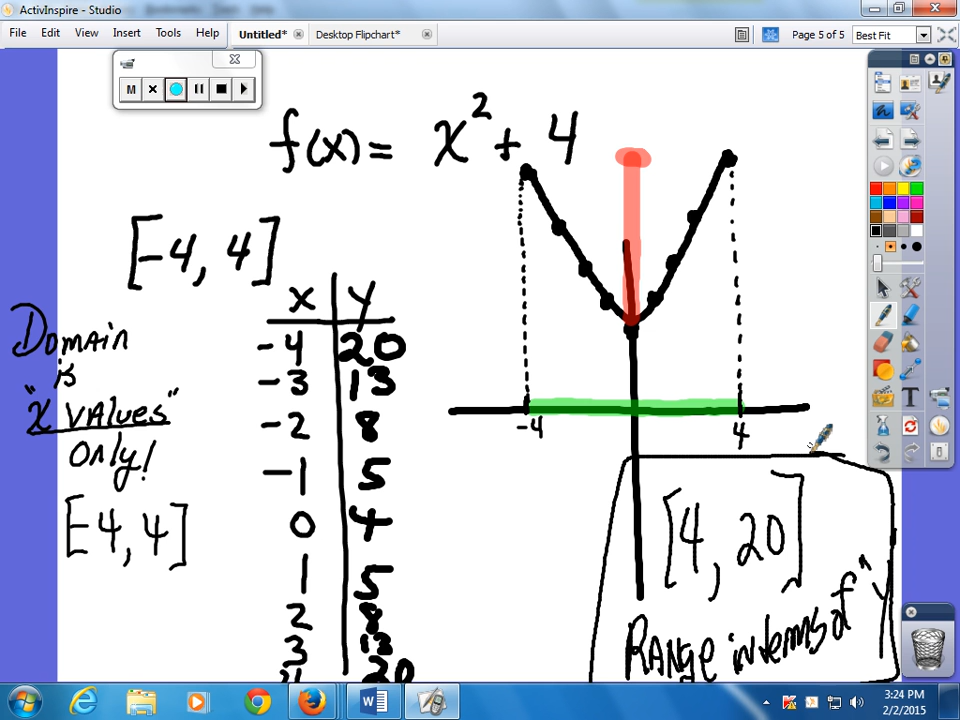 ActivInspire - Studio
File Edit View Insert Tools Help
Untitled* Desktop Flipchart*
Page 5 of 5 Best Fit
M
f(x) = x² + 4
[-4, 4]
x y
-4 20
-3 13
-2 8
-1 5
0 4
1 5
2 8
3 13
4 20
Domain
is
"X values"
only!
[-4, 4]
-4 4
[4, 20]
Range in terms of "Y
T
W
3:24 PM
2/2/2015